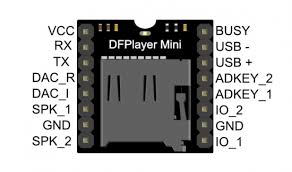 VCC
RX
TX
DAC_R
DAC_I
SPK_1
GND
SPK_2
DFPlayer Mini
BUSY
USB -
USB +
ADKEY_2
ADKEY_1
IO_2
GND
IO_1